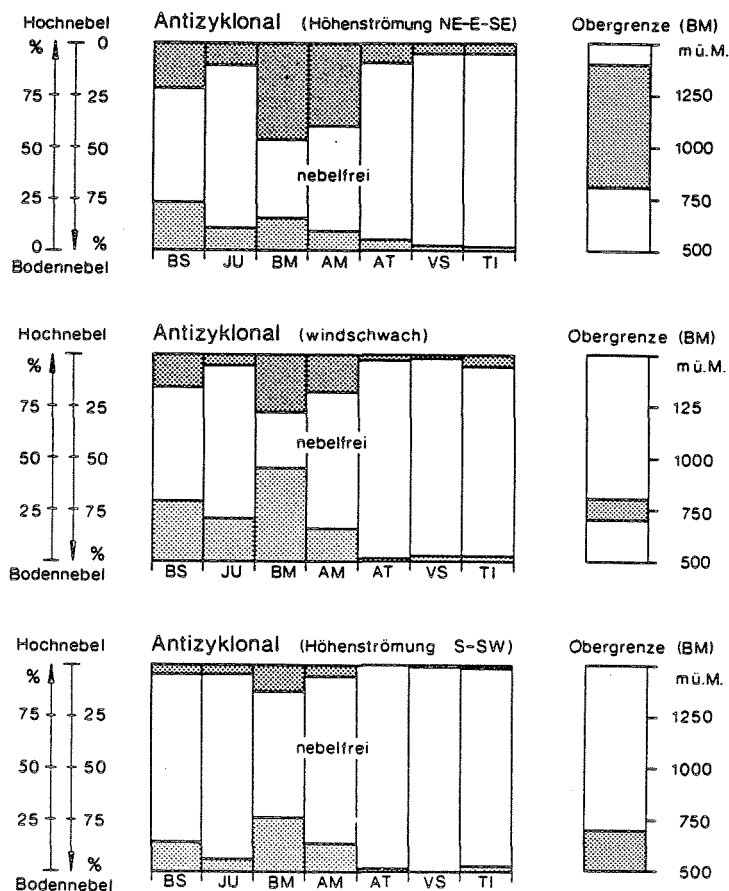 Hochnebel Antizyklonal (Höhenströmung NE-E-SE) Obergrenze (BM)
% 0 mü.M.
75 25 1250
50 50 1000
nebelfrei
25 75 750
0 % 500
Bodennebel BS JU BM AM AT VS TI
Hochnebel Antizyklonal (windschwach) Obergrenze (BM)
% mü.M.
75 25 125
50 50 1000
nebelfrei
25 75 750
% 500
Bodennebel BS JU BM AM AT VS TI
Hochnebel Antizyklonal (Höhenströmung S-SW) Obergrenze (BM)
% mü.M.
75 25 1250
nebelfrei
50 50 1000
25 75 750
% 500
Bodennebel BS JU BM AM AT VS TI